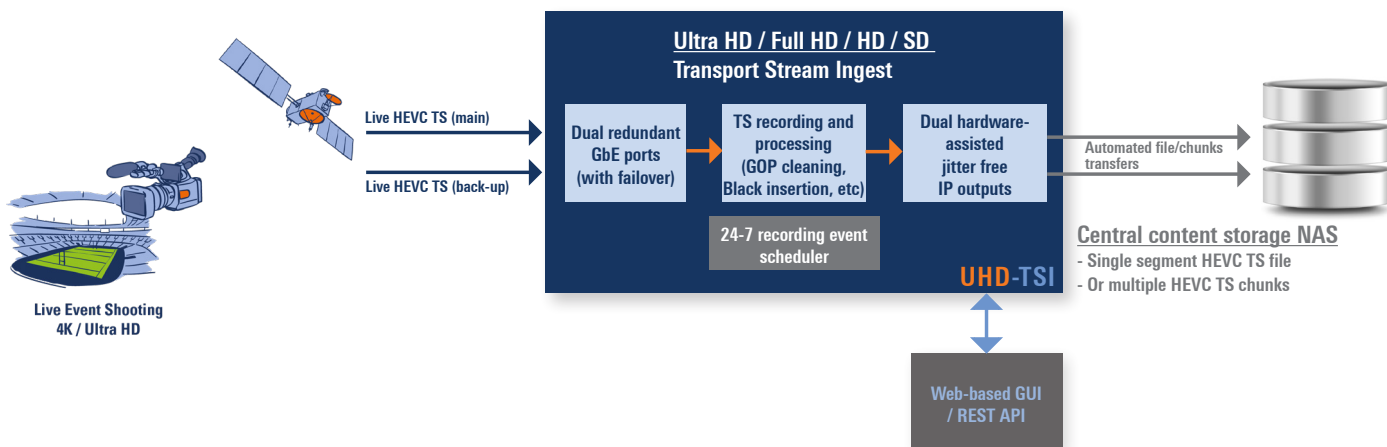 Live Event Shooting
4K / Ultra HD
Live HEVC TS (main)
Live HEVC TS (back-up)
Ultra HD / Full HD / HD / SD
Transport Stream Ingest
Dual redundant
GbE ports
(with failover)
TS recording and
processing
(GOP cleaning,
Black insertion, etc)
Dual hardware-
assisted
jitter free
IP outputs
24-7 recording event
scheduler
UHD-TSI
Web-based GUI
/ REST API
Automated file/chunks
transfers
Central content storage NAS
- Single segment HEVC TS file
- Or multiple HEVC TS chunks